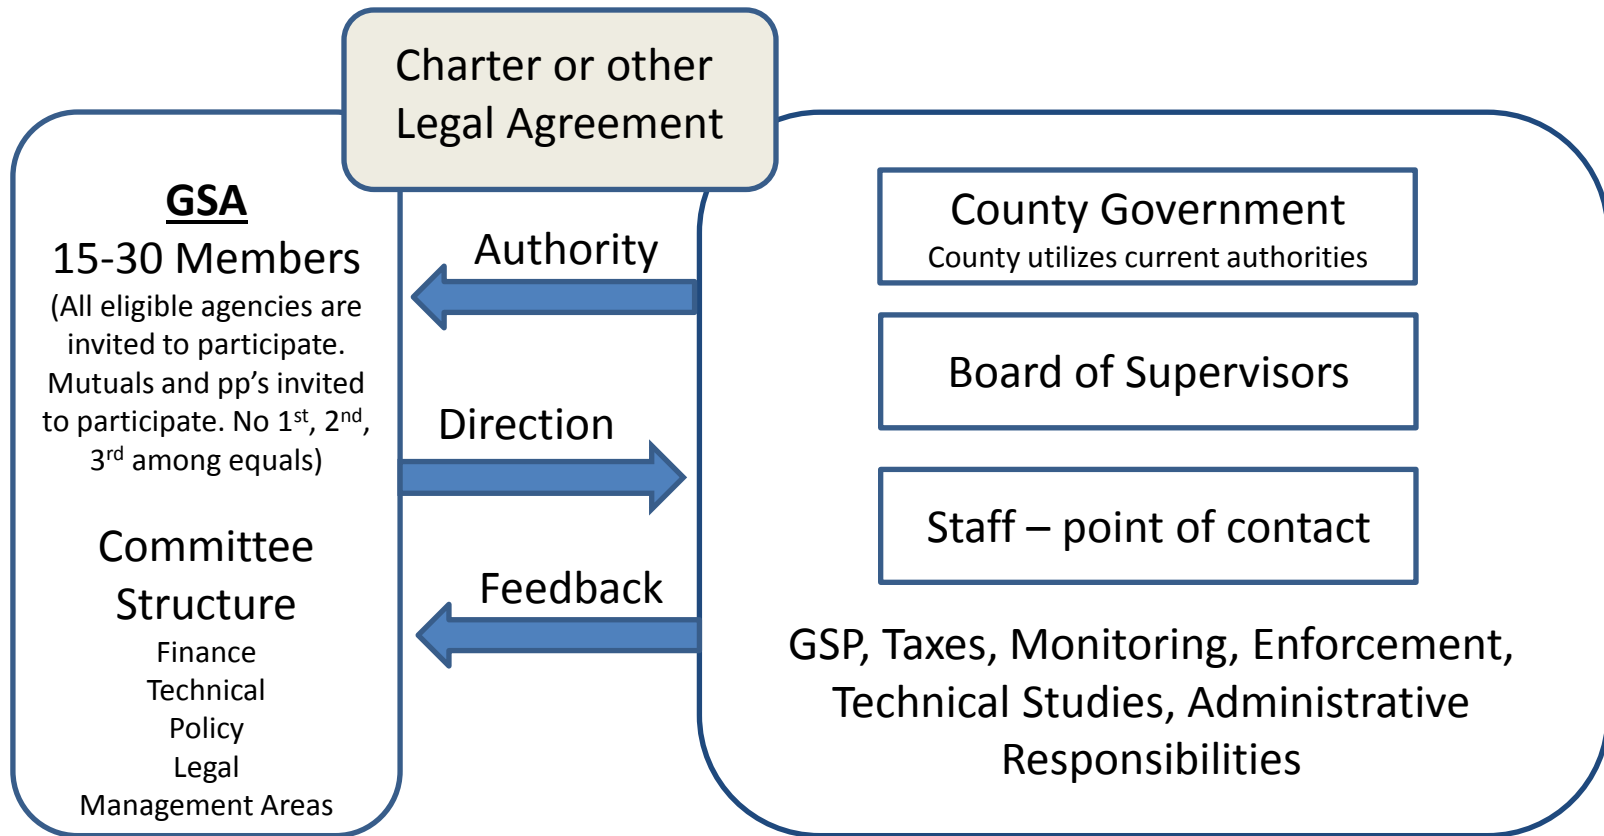 Charter or other
Legal Agreement
GSA
15-30 Members
(All eligible agencies are
invited to participate.
Mutuals and pp’s invited
to participate. No 1st, 2nd,
3rd among equals)
Committee
Structure
Finance
Technical
Policy
Legal
Management Areas
Authority
Direction
Feedback
County Government
County utilizes current authorities
Board of Supervisors
Staff – point of contact
GSP, Taxes, Monitoring, Enforcement,
Technical Studies, Administrative
Responsibilities